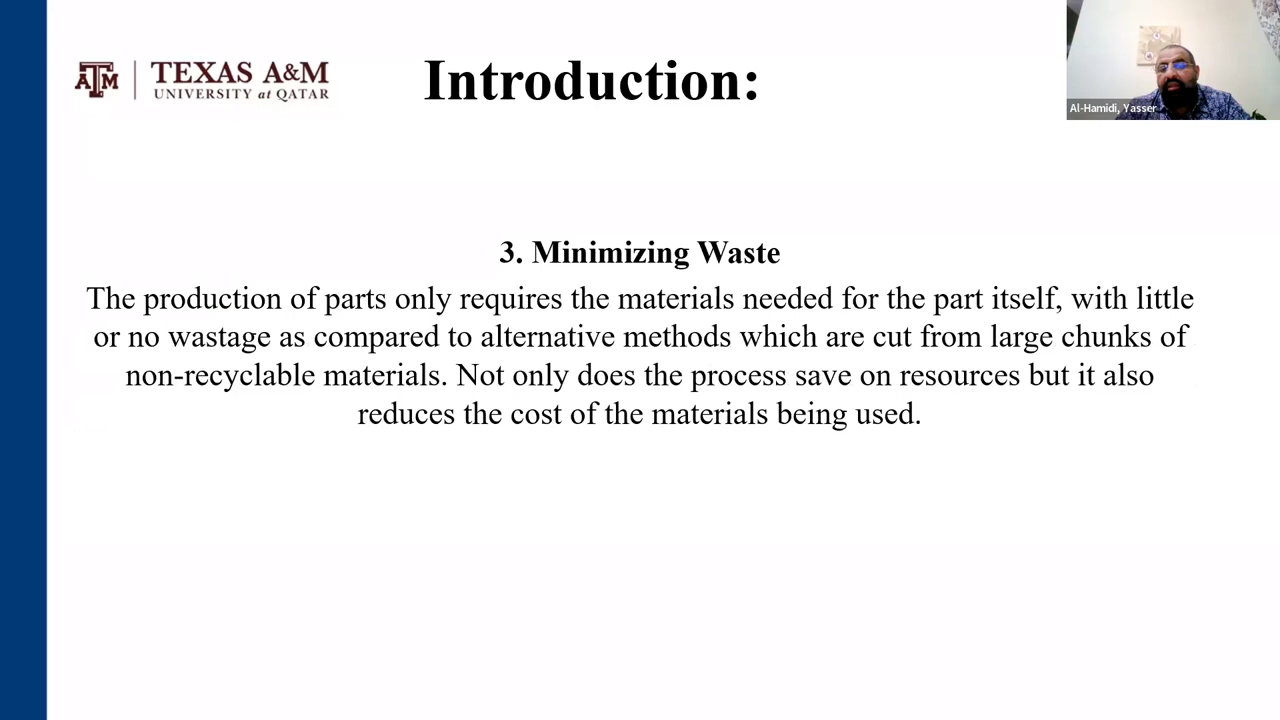 TEXAS A&M
UNIVERSITY at QATAR
Introduction:
Al-Hamidi, Yasser
3. Minimizing Waste
The production of parts only requires the materials needed for the part itself, with little
or no wastage as compared to alternative methods which are cut from large chunks of
non-recyclable materials. Not only does the process save on resources but it also
reduces the cost of the materials being used.